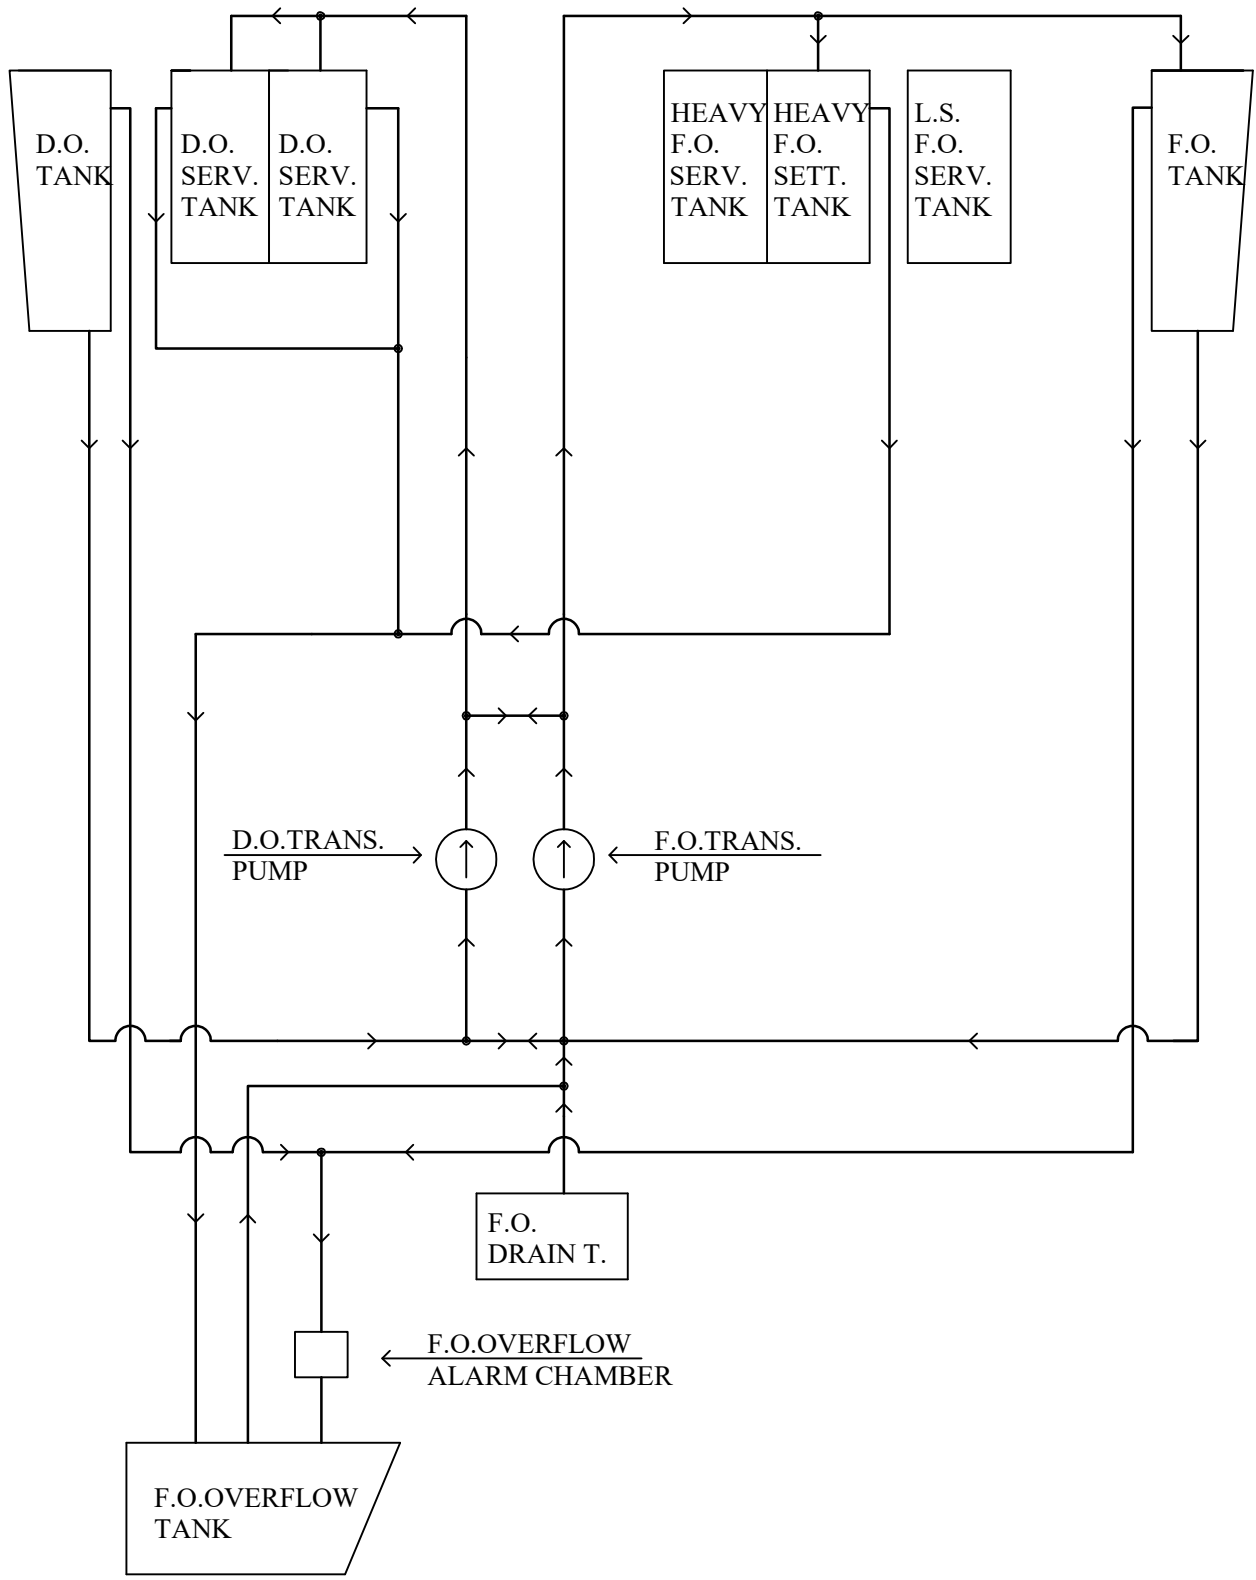 D.O.
TANK
D.O.
SERV.
TANK
D.O.
SERV.
TANK
HEAVY
F.O.
SERV.
TANK
HEAVY
F.O.
SETT.
TANK
L.S.
F.O.
SERV.
TANK
F.O.
TANK
D.O.TRANS.
PUMP
F.O.TRANS.
PUMP
F.O.
DRAIN T.
F.O.OVERFLOW
ALARM CHAMBER
F.O.OVERFLOW
TANK